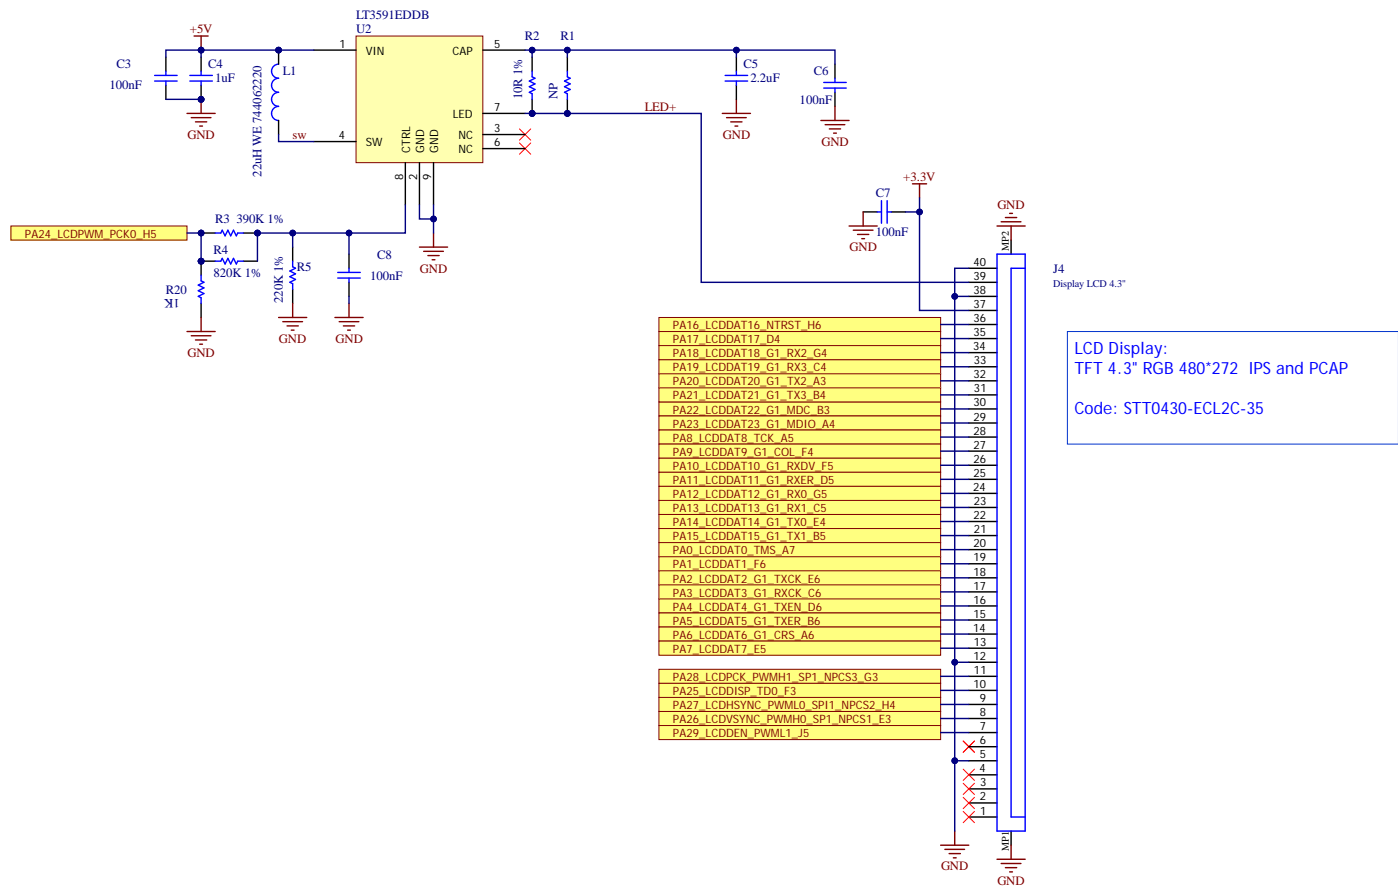 LT3591EDDB
U2
+5V
1
VIN
CAP
5
R2
R1
C3
100nF
C4
1uF
L1
22uH WE 744062220
10R 1%
NP
C5
2.2uF
C6
100nF
GND
sw
4
SW
LED
7
LED+
NC
3
NC
6
CTRL
GND
GND
8
2
9
GND
GND
GND
PA24_LCDPWM_PCK0_H5
R3 390K 1%
R4
820K 1%
R20
1K
GND
220K 1%
R5
GND
C8
100nF
GND
+3.3V
C7
100nF
GND
GND
MP2
J4
Display LCD 4.3"
40
39
38
37
PA16_LCDDAT16_NTRST_H6 36
PA17_LCDDAT17_D4 35
PA18_LCDDAT18_G1_RX2_G4 34
PA19_LCDDAT19_G1_RX3_C4 33
PA20_LCDDAT20_G1_TX2_A3 32
PA21_LCDDAT21_G1_TX3_B4 31
PA22_LCDDAT22_G1_MDC_B3 30
PA23_LCDDAT23_G1_MDIO_A4 29
PA8_LCDDAT8_TCK_A5 28
PA9_LCDDAT9_G1_COL_F4 27
PA10_LCDDAT10_G1_RXDV_F5 26
PA11_LCDDAT11_G1_RXER_D5 25
PA12_LCDDAT12_G1_RX0_G5 24
PA13_LCDDAT13_G1_RX1_C5 23
PA14_LCDDAT14_G1_TX0_E4 22
PA15_LCDDAT15_G1_TX1_B5 21
PA0_LCDDAT0_TMS_A7 20
PA1_LCDDAT1_F6 19
PA2_LCDDAT2_G1_TXCK_E6 18
PA3_LCDDAT3_G1_RXCK_C6 17
PA4_LCDDAT4_G1_TXEN_D6 16
PA5_LCDDAT5_G1_TXER_B6 15
PA6_LCDDAT6_G1_CRS_A6 14
PA7_LCDDAT7_E5 13
12
PA28_LCDPCK_PWMH1_SP1_NPCS3_G3 11
PA25_LCDDISP_TD0_F3 10
PA27_LCDHSYNC_PWML0_SPI1_NPCS2_H4 9
PA26_LCDVSYNC_PWMH0_SP1_NPCS1_E3 8
PA29_LCDDEN_PWML1_J5 7
6
5
4
3
2
1
MP1
GND
GND
LCD Display:
TFT 4.3" RGB 480*272 IPS and PCAP
Code: STT0430-ECL2C-35